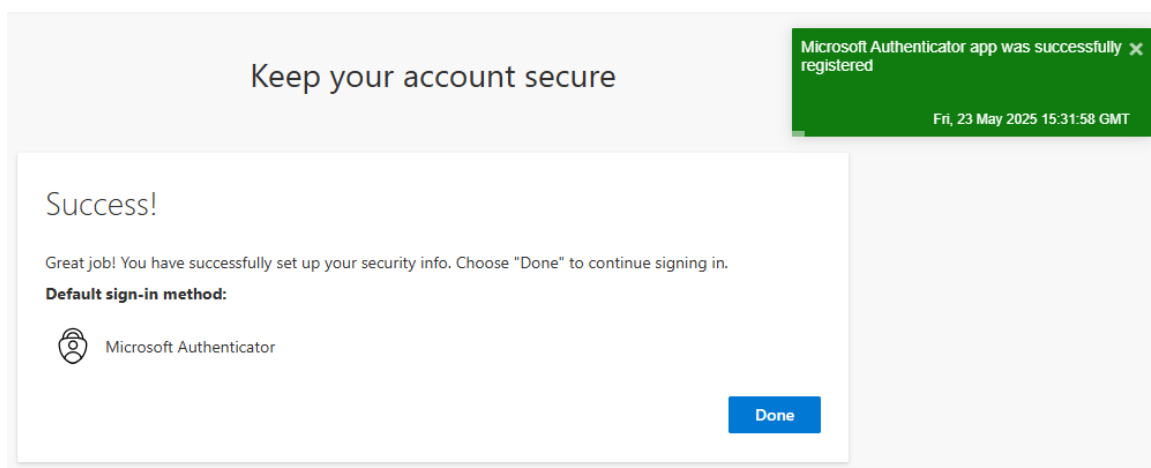 Keep your account secure
Microsoft Authenticator app was successfully
registered
Fri, 23 May 2025 15:31:58 GMT
Success!
Great job! You have successfully set up your security info. Choose "Done" to continue signing in.
Default sign-in method:
Microsoft Authenticator
Done